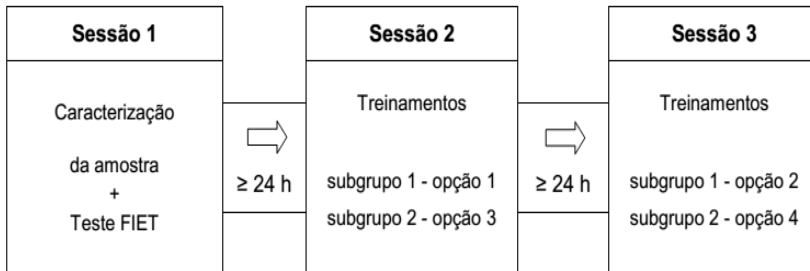 Sessão 1
Caracterização
da amostra
+
Teste FIET
≥ 24 h
Sessão 2
Treinamentos
subgrupo 1 - opção 1
subgrupo 2 - opção 3
≥ 24 h
Sessão 3
Treinamentos
subgrupo 1 - opção 2
subgrupo 2 - opção 4